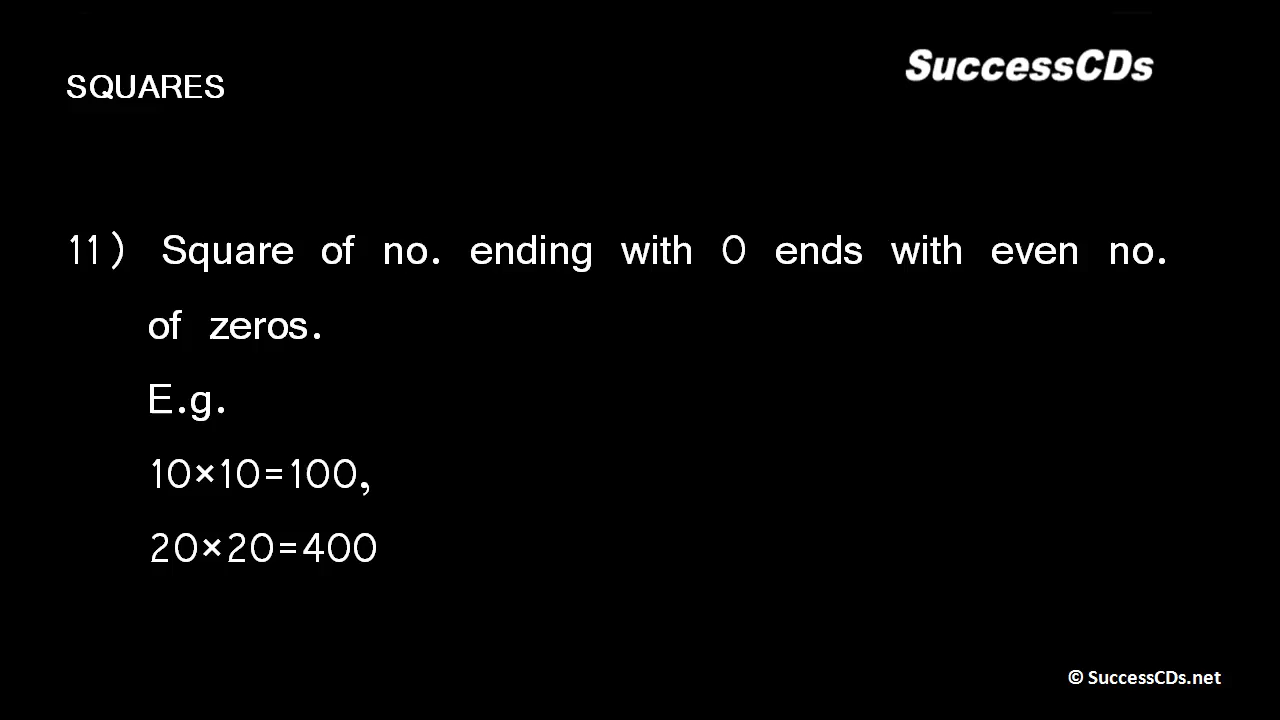 SuccessCDs
SQUARES
11) Square of no. ending with 0 ends with even no.
of zeros.
E.g.
10×10=100,
20×20=400
© SuccessCDs.net